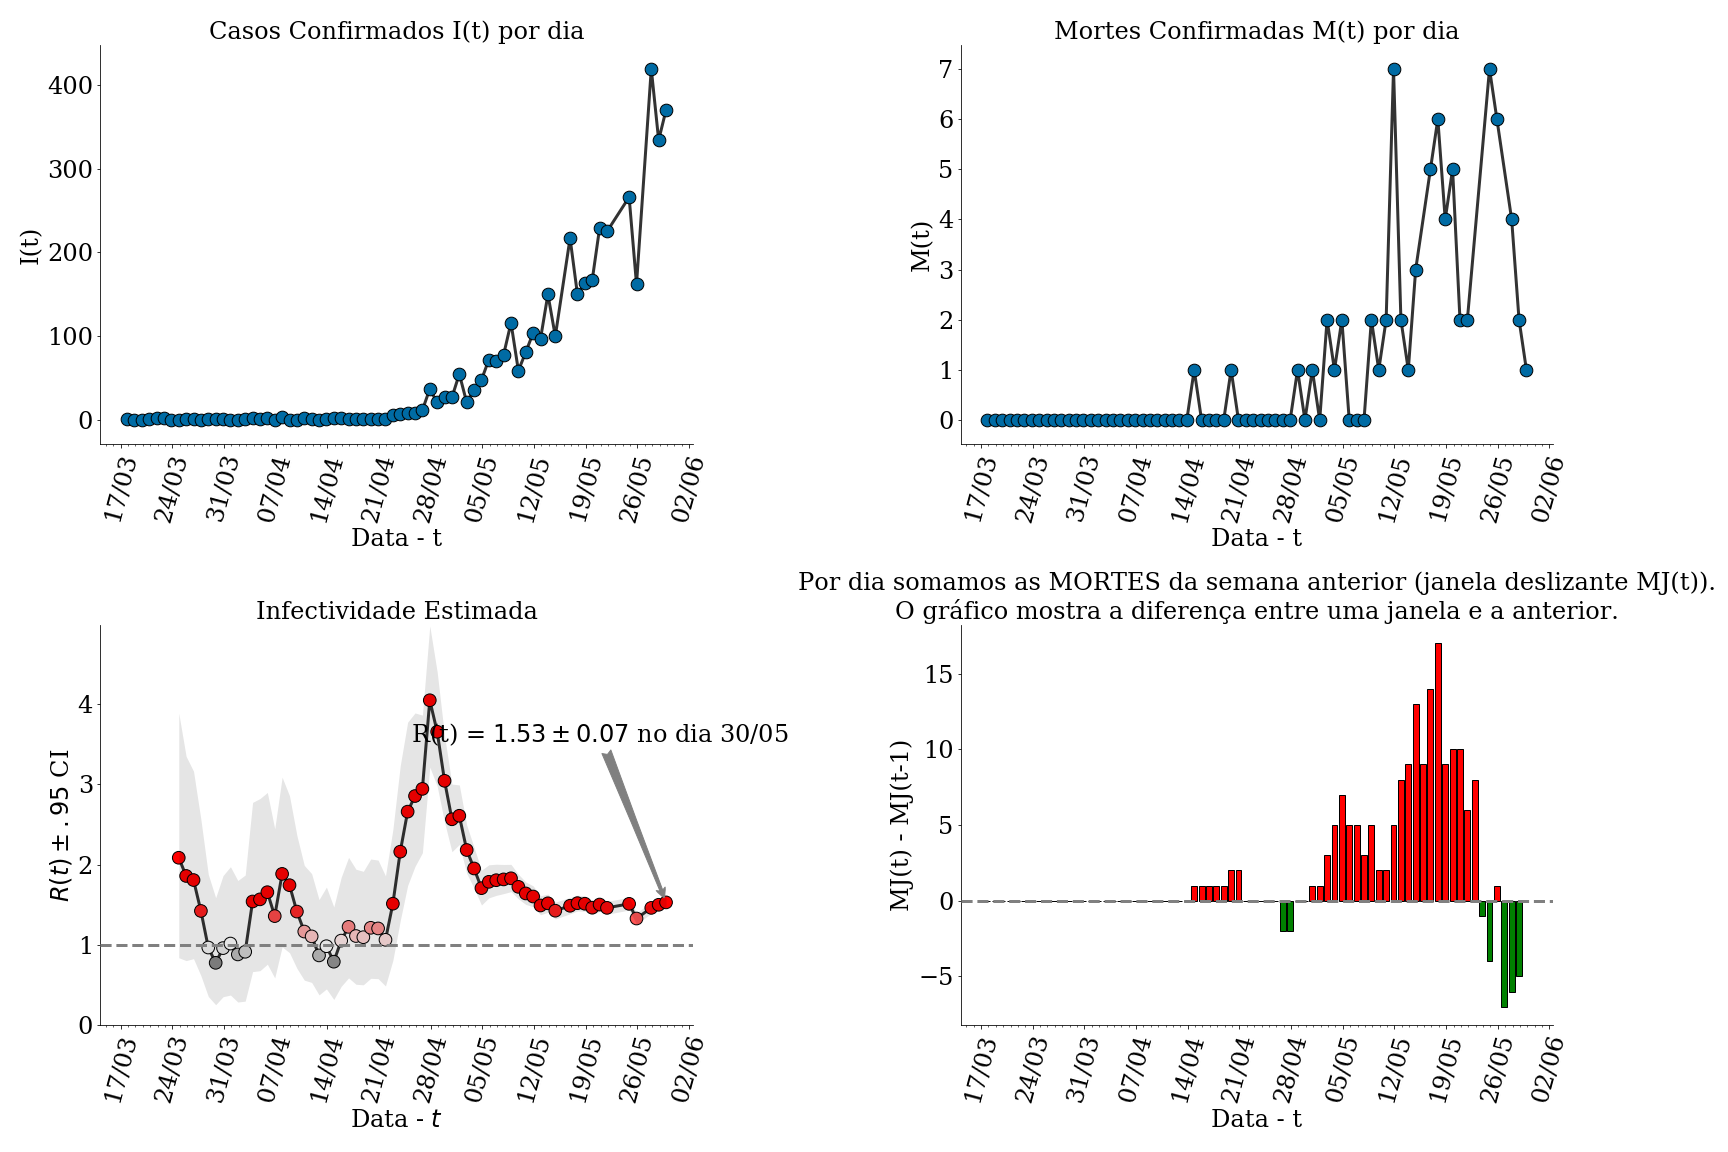 Casos Confirmados I(t) por dia
I(t)
400
300
200
100
0
17/03 24/03 31/03 07/04 14/04 21/04 28/04 05/05 12/05 19/05 26/05 02/06
Data - t
Mortes Confirmadas M(t) por dia
M(t)
7
6
5
4
3
2
1
0
17/03 24/03 31/03 07/04 14/04 21/04 28/04 05/05 12/05 19/05 26/05 02/06
Data - t
Infectividade Estimada
R(t) ± .95 CI
4
3
2
1
0
R(t) = 1.53 ± 0.07 no dia 30/05
17/03 24/03 31/03 07/04 14/04 21/04 28/04 05/05 12/05 19/05 26/05 02/06
Data - t
Por dia somamos as MORTES da semana anterior (janela deslizante MJ(t)).
O gráfico mostra a diferença entre uma janela e a anterior.
MJ(t) - MJ(t-1)
15
10
5
0
−5
17/03 24/03 31/03 07/04 14/04 21/04 28/04 05/05 12/05 19/05 26/05 02/06
Data - t